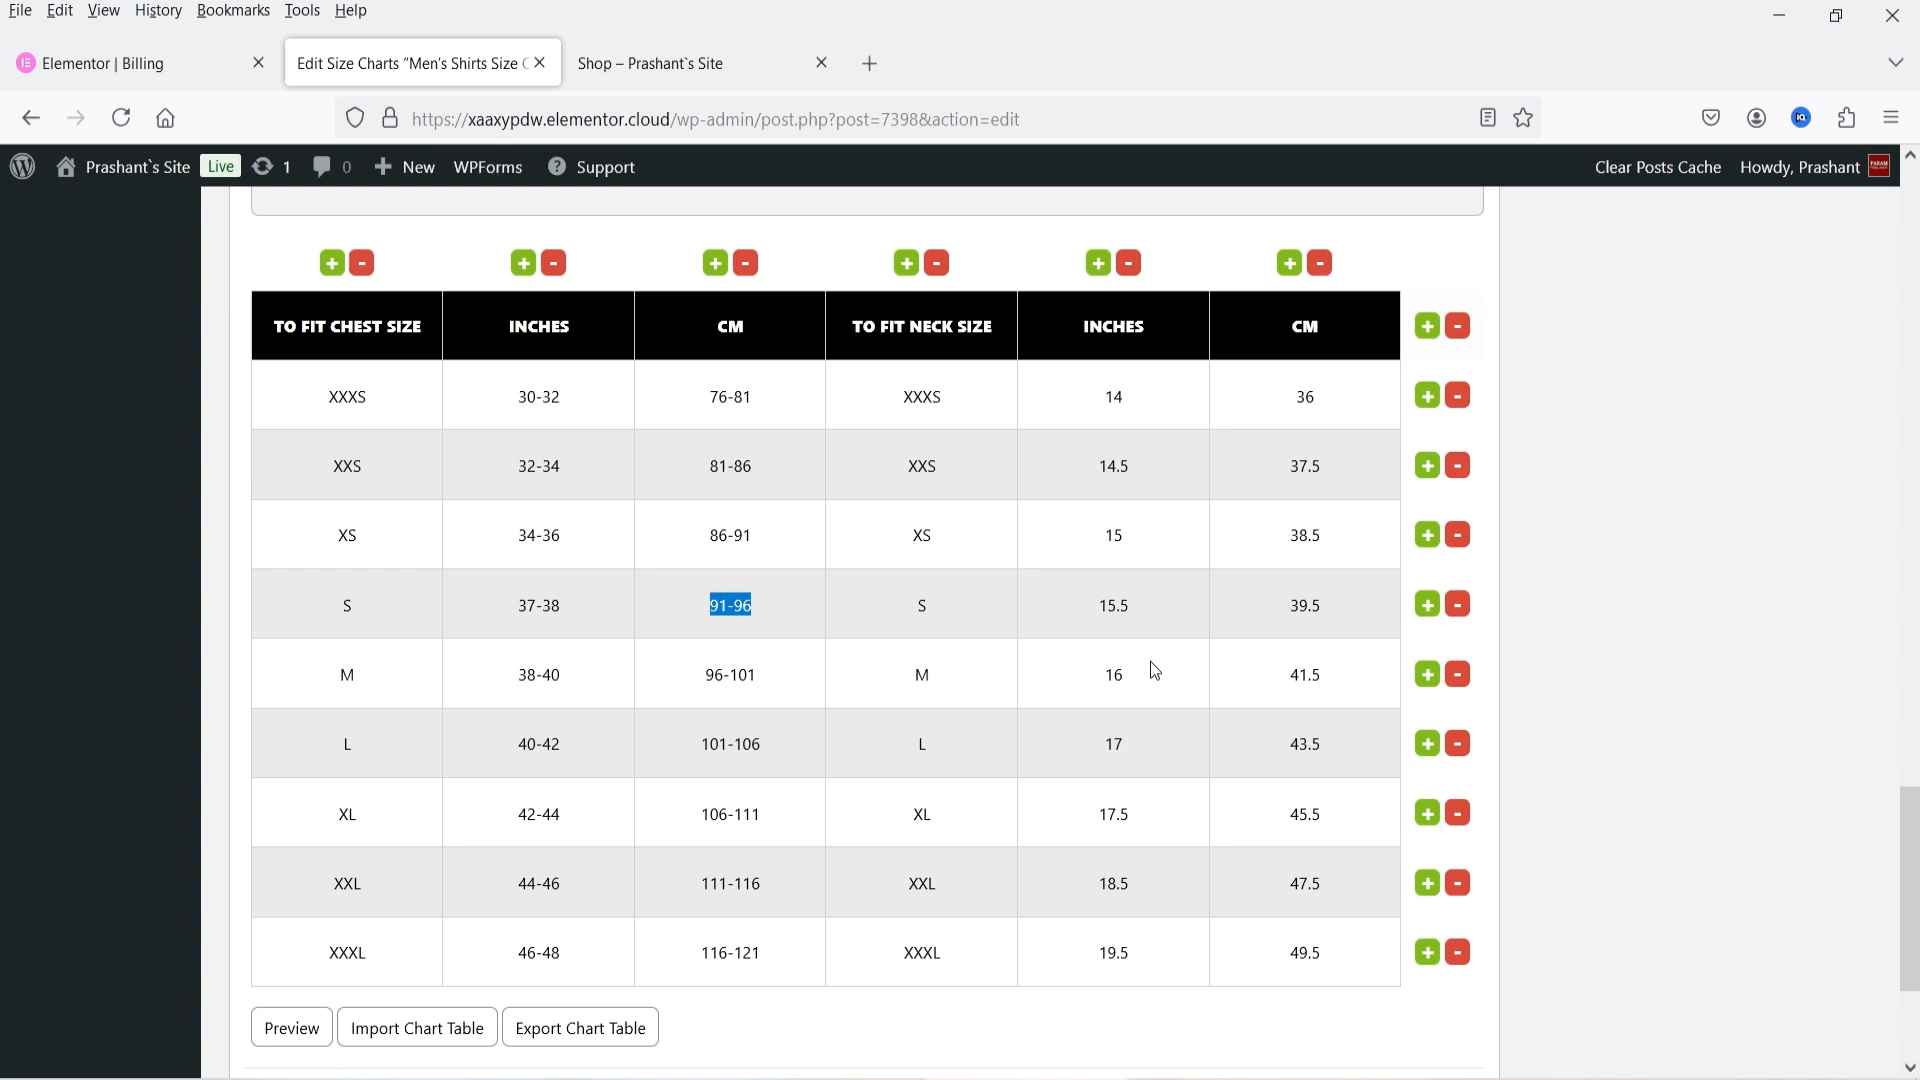 File Edit View History Bookmarks Tools Help
Elementor | Billing
Edit Size Charts “Men’s Shirts Size C
Shop – Prashant`s Site
https://xaaxypdw.elementor.cloud/wp-admin/post.php?post=7398&action=edit
Prashant`s Site Live 1 0 + New WPForms Support Clear Posts Cache Howdy, Prashant
+ - + - + - + - + - + -
TO FIT CHEST SIZE INCHES CM TO FIT NECK SIZE INCHES CM + -
XXXS 30-32 76-81 XXXS 14 36 + -
XXS 32-34 81-86 XXS 14.5 37.5 + -
XS 34-36 86-91 XS 15 38.5 + -
S 37-38 91-96 S 15.5 39.5 + -
M 38-40 96-101 M 16 41.5 + -
L 40-42 101-106 L 17 43.5 + -
XL 42-44 106-111 XL 17.5 45.5 + -
XXL 44-46 111-116 XXL 18.5 47.5 + -
XXXL 46-48 116-121 XXXL 19.5 49.5 + -
Preview Import Chart Table Export Chart Table